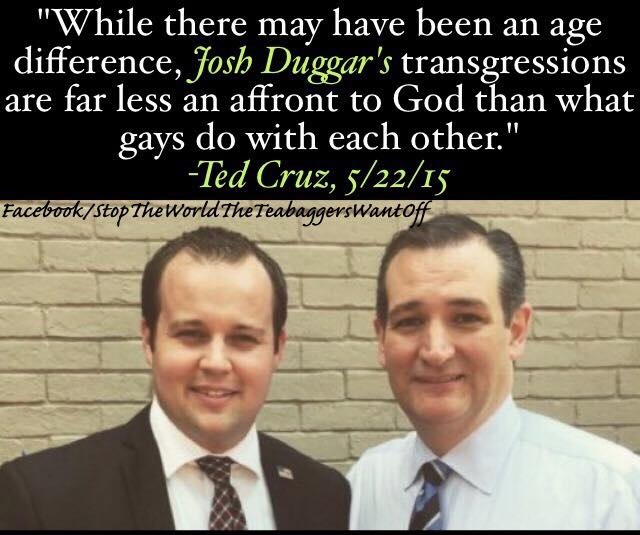 "While there may have been an age
difference, Josh Duggar's transgressions
are far less an affront to God than what
gays do with each other."
-Ted Cruz, 5/22/15
Facebook/StopTheWorldTheTeabaggersWantOff